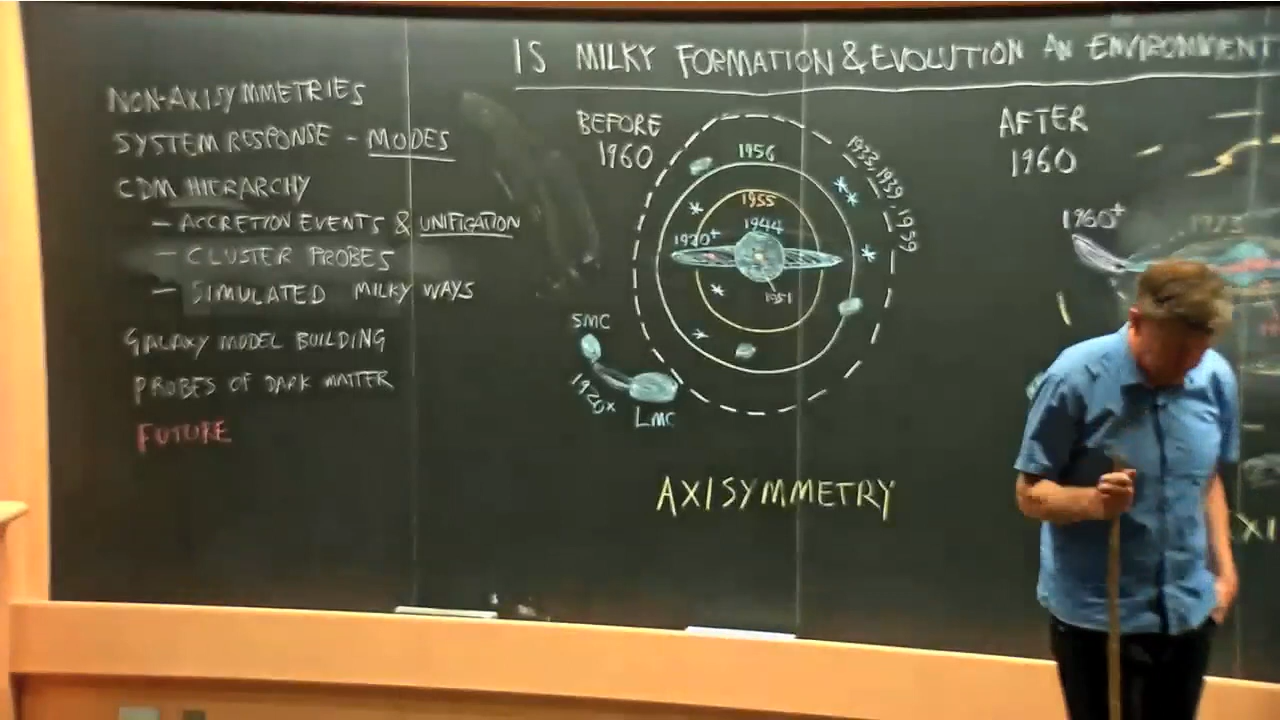 IS MILKY FORMATION & EVOLUTION AN ENVIRONMENT
NON-AXISYMMETRIES
SYSTEM RESPONSE - MODES
CDM HIERARCHY
- ACCRETION EVENTS & UNIFICATION
- CLUSTER PROBES
- SIMULATED MILKY WAYS
GALAXY MODEL BUILDING
PROBES OF DARK MATTER
FUTURE
BEFORE
1960
1933, 1939, 1959
1956
1955
1944
1920+
1951
SMC
1920x
LMC
AXISYMMETRY
AFTER
1960
1960+